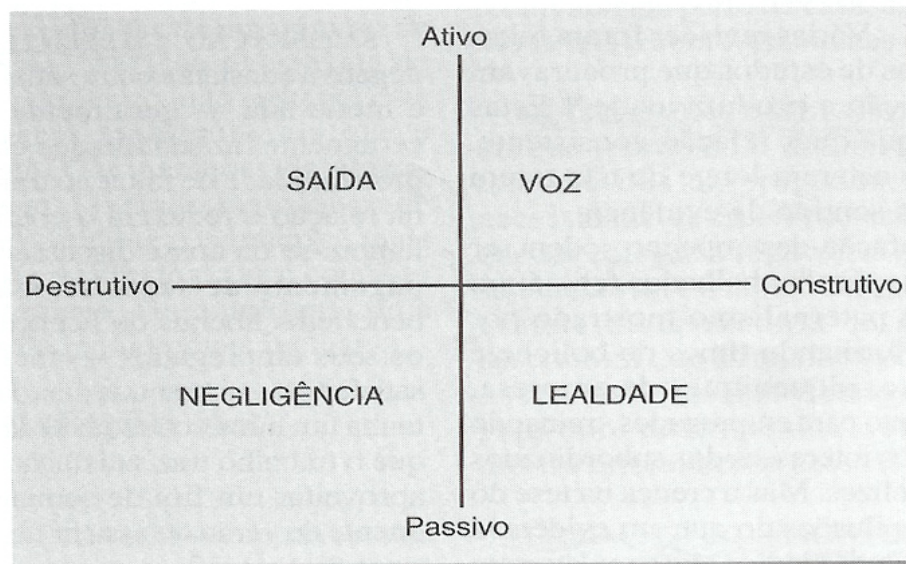 Ativo
SAÍDA VOZ
Destrutivo Construtivo
NEGLIGÊNCIA LEALDADE
Passivo